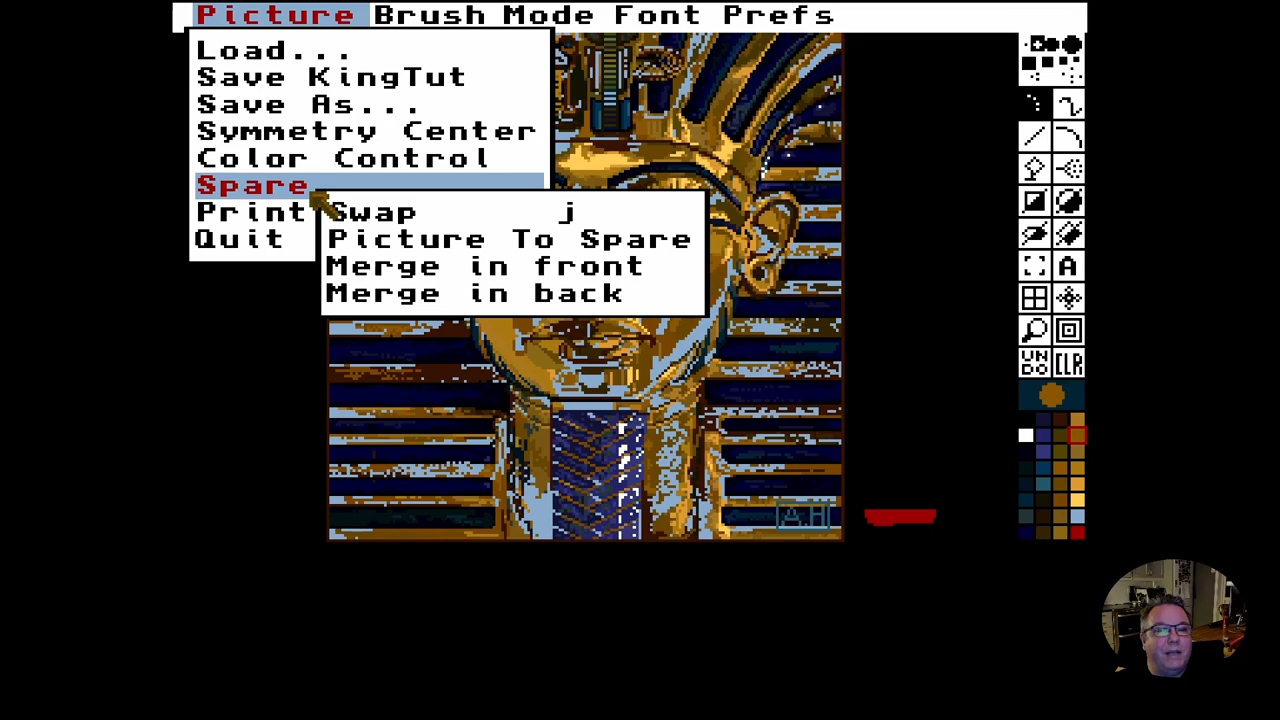 Picture Brush Mode Font Prefs
Load...
Save KingTut
Save As...
Symmetry Center
Color Control
Spare
Print
Quit
Swap j
Picture To Spare
Merge in front
Merge in back
A
UN
DO
CLR
A.H